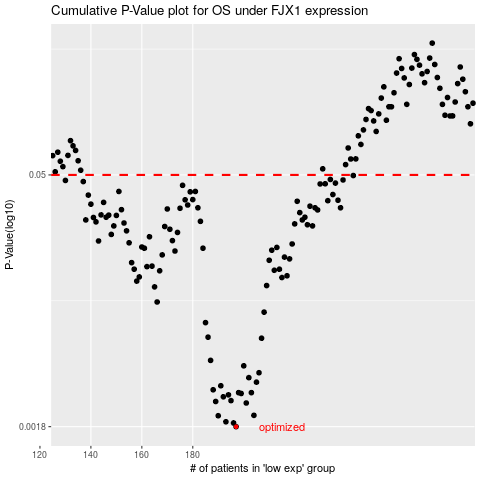 Cumulative P-Value plot for OS under FJX1 expression
P-Value(log10)
0.05
0.0018
optimized
120 140 160 180
# of patients in 'low exp' group